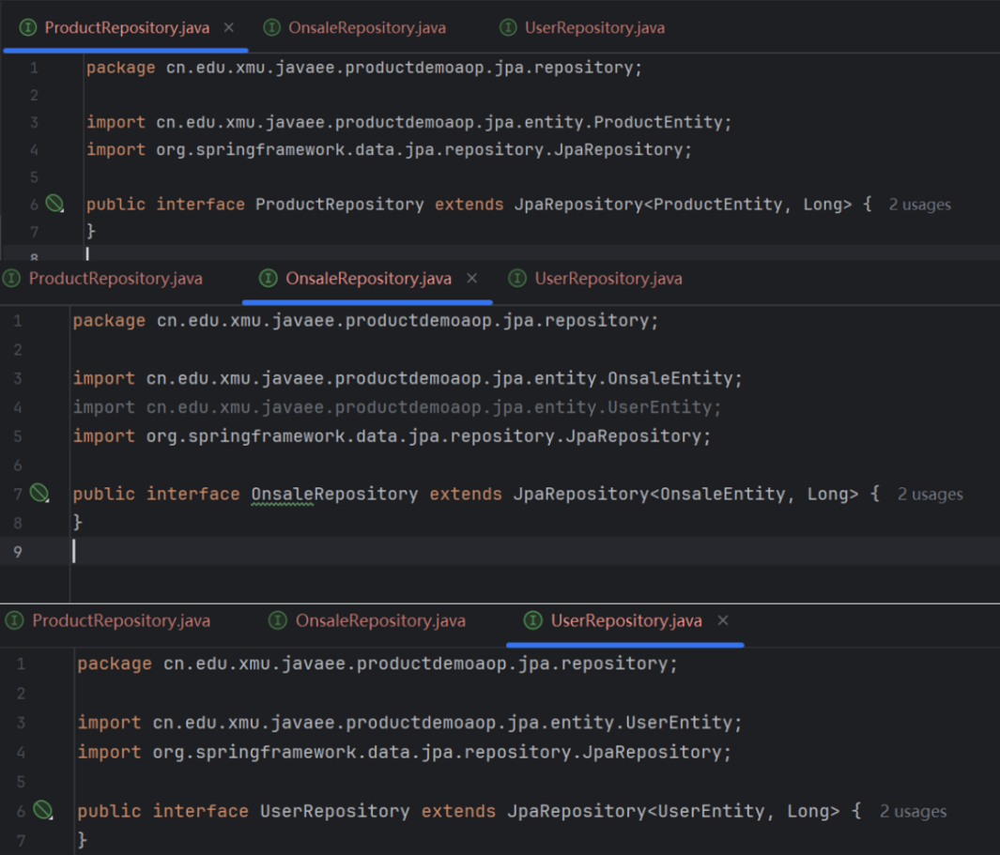 ProductRepository.java × OnsaleRepository.java UserRepository.java
1 package cn.edu.xmu.javaee.productdemoaop.jpa.repository;
2
3 import cn.edu.xmu.javaee.productdemoaop.jpa.entity.ProductEntity;
4 import org.springframework.data.jpa.repository.JpaRepository;
5
6 public interface ProductRepository extends JpaRepository<ProductEntity, Long> { 2 usages
7 }
8
ProductRepository.java OnsaleRepository.java × UserRepository.java
1 package cn.edu.xmu.javaee.productdemoaop.jpa.repository;
2
3 import cn.edu.xmu.javaee.productdemoaop.jpa.entity.OnsaleEntity;
4 import cn.edu.xmu.javaee.productdemoaop.jpa.entity.UserEntity;
5 import org.springframework.data.jpa.repository.JpaRepository;
6
7 public interface OnsaleRepository extends JpaRepository<OnsaleEntity, Long> { 2 usages
8 }
9
ProductRepository.java OnsaleRepository.java UserRepository.java ×
1 package cn.edu.xmu.javaee.productdemoaop.jpa.repository;
2
3 import cn.edu.xmu.javaee.productdemoaop.jpa.entity.UserEntity;
4 import org.springframework.data.jpa.repository.JpaRepository;
5
6 public interface UserRepository extends JpaRepository<UserEntity, Long> { 2 usages
7 }